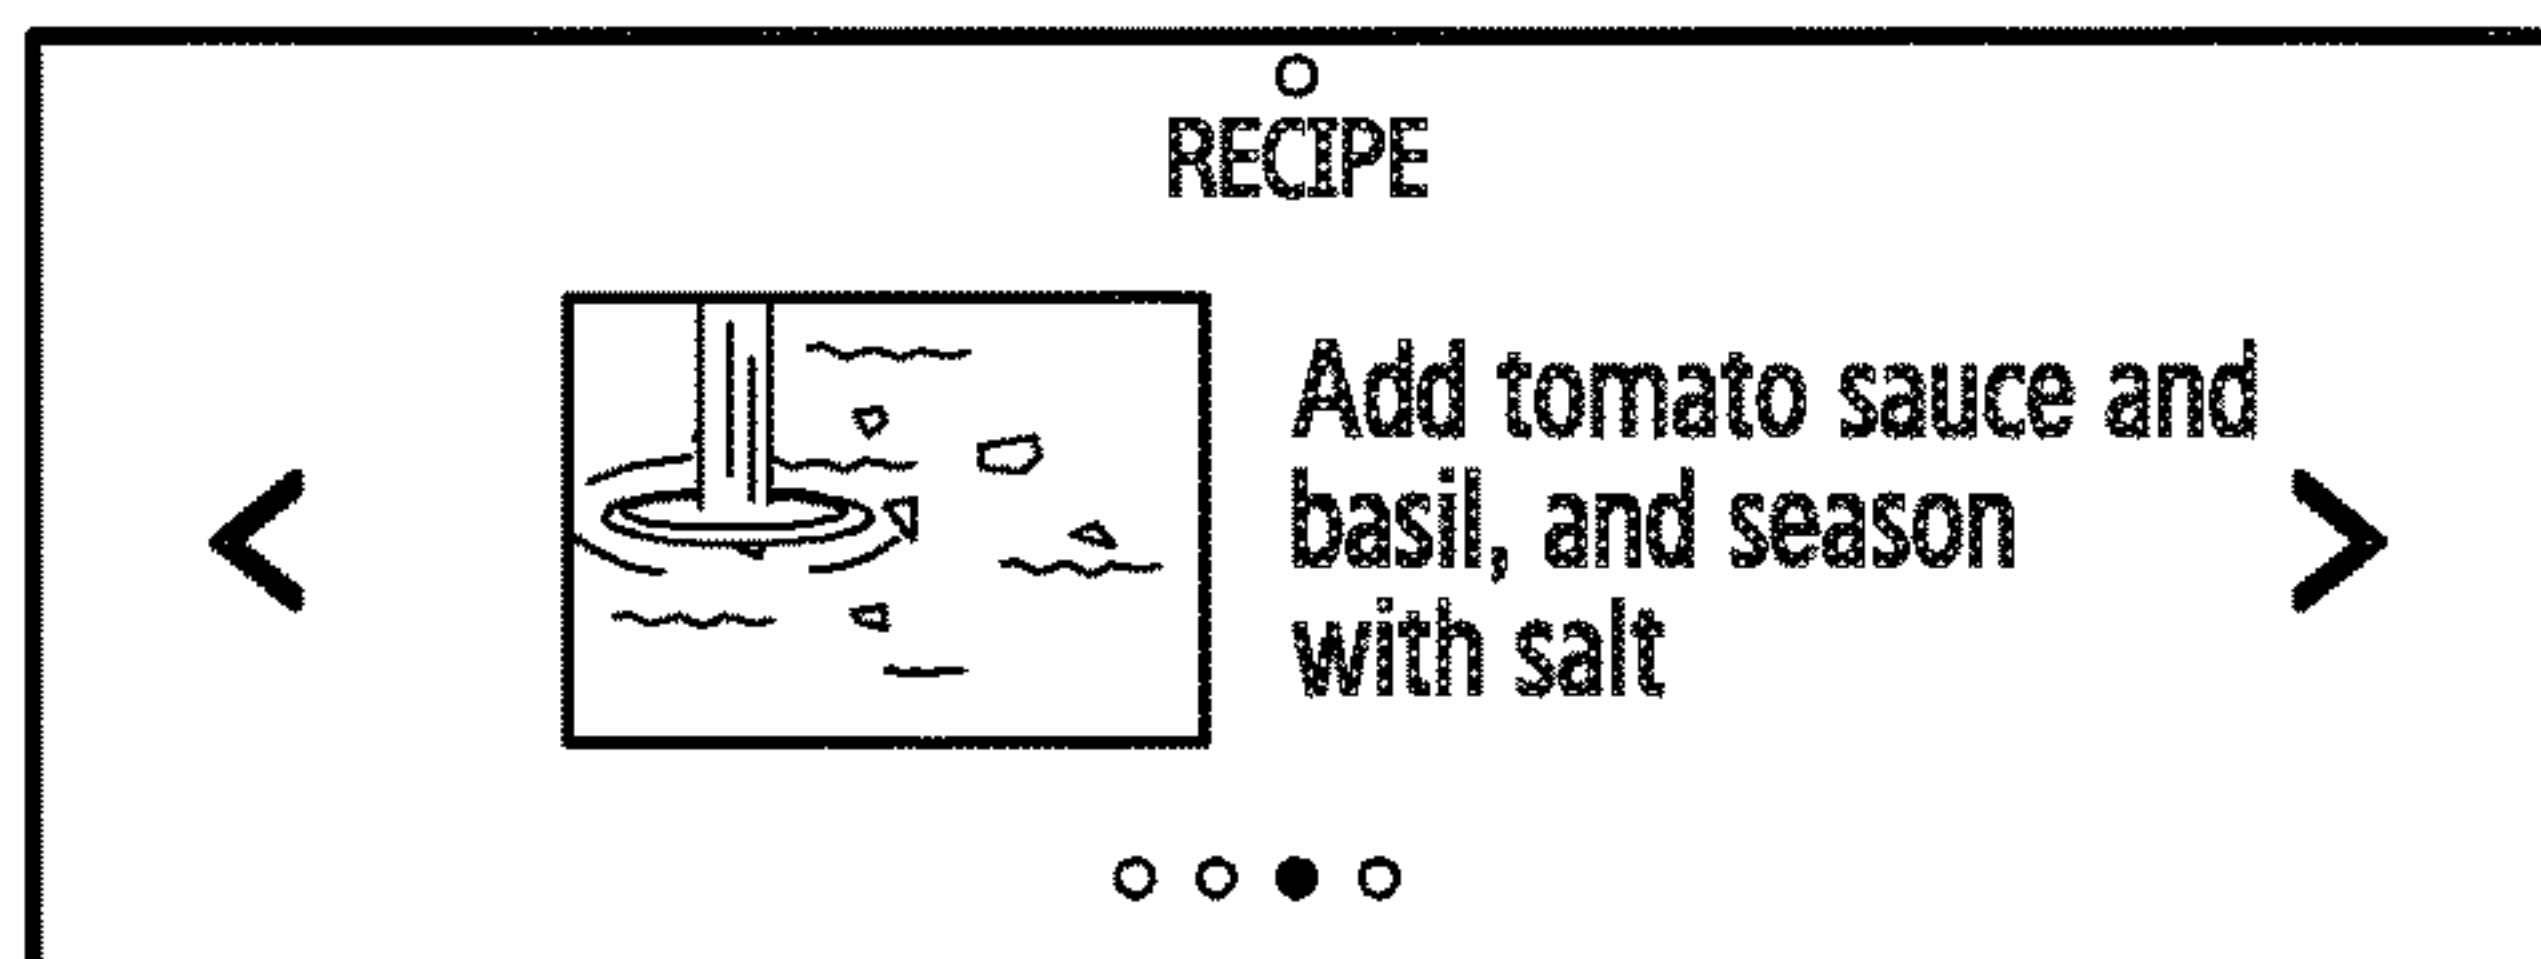 RECIPE
Add tomato sauce and
basil, and season
with salt